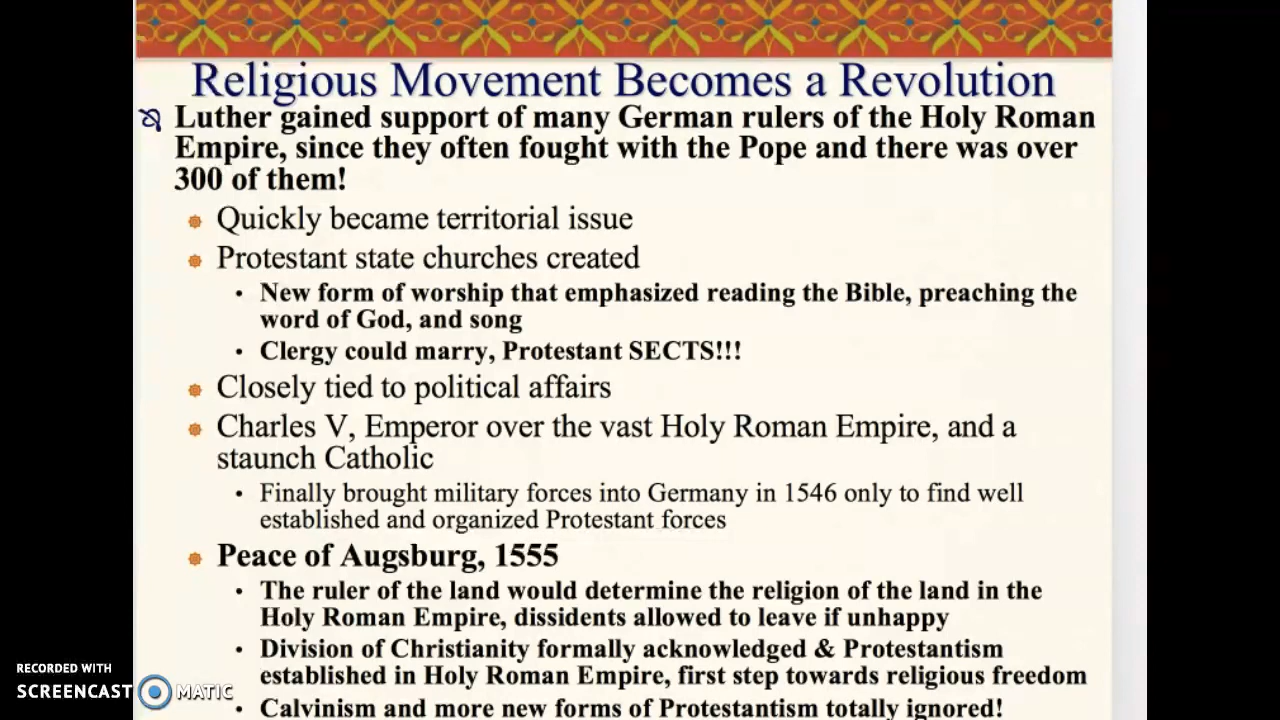 Religious Movement Becomes a Revolution
Luther gained support of many German rulers of the Holy Roman
Empire, since they often fought with the Pope and there was over
300 of them!
Quickly became territorial issue
Protestant state churches created
• New form of worship that emphasized reading the Bible, preaching the
word of God, and song
• Clergy could marry, Protestant SECTS!!!
Closely tied to political affairs
Charles V, Emperor over the vast Holy Roman Empire, and a
staunch Catholic
• Finally brought military forces into Germany in 1546 only to find well
established and organized Protestant forces
Peace of Augsburg, 1555
• The ruler of the land would determine the religion of the land in the
Holy Roman Empire, dissidents allowed to leave if unhappy
• Division of Christianity formally acknowledged & Protestantism
established in Holy Roman Empire, first step towards religious freedom
• Calvinism and more new forms of Protestantism totally ignored!
RECORDED WITH
SCREENCAST MATIC